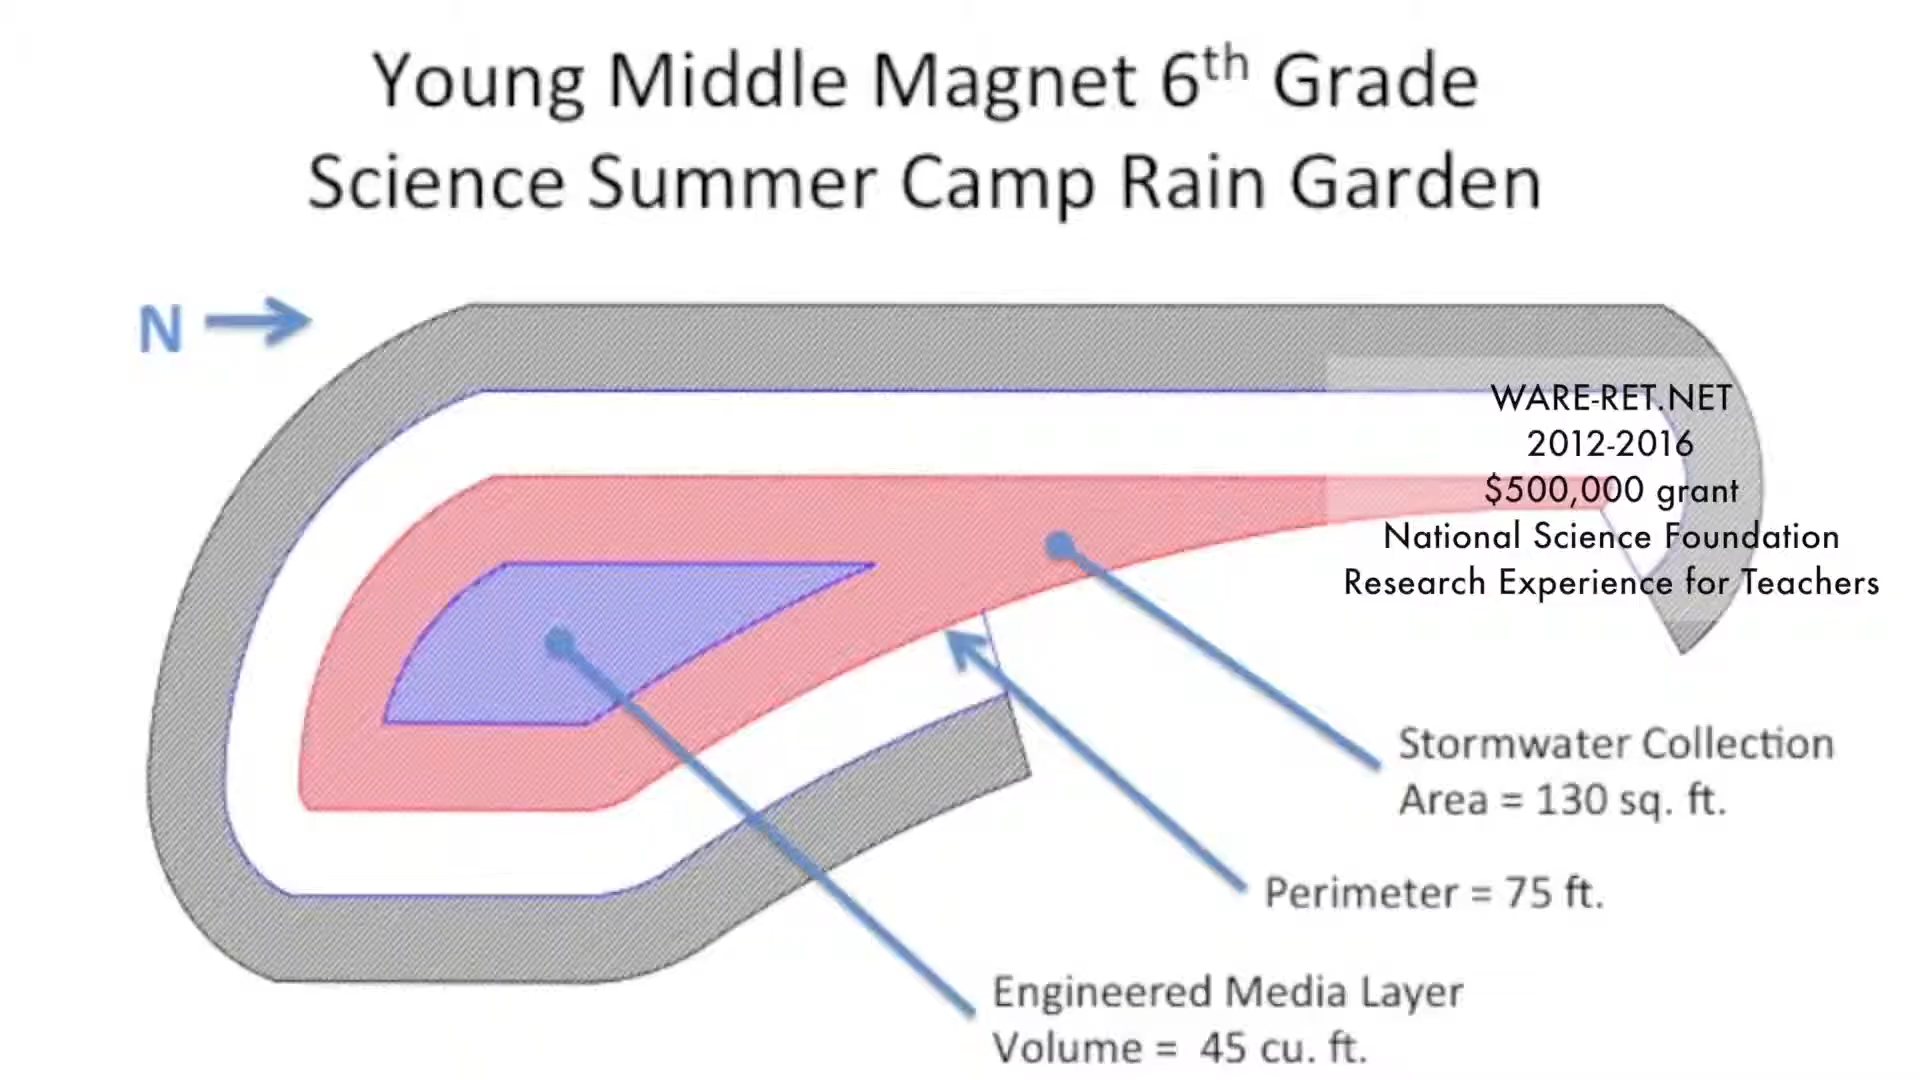 Young Middle Magnet 6th Grade
Science Summer Camp Rain Garden
N
WARE-RET.NET
2012-2016
$500,000 grant
National Science Foundation
Research Experience for Teachers
Stormwater Collection
Area = 130 sq. ft.
Perimeter = 75 ft.
Engineered Media Layer
Volume = 45 cu. ft.